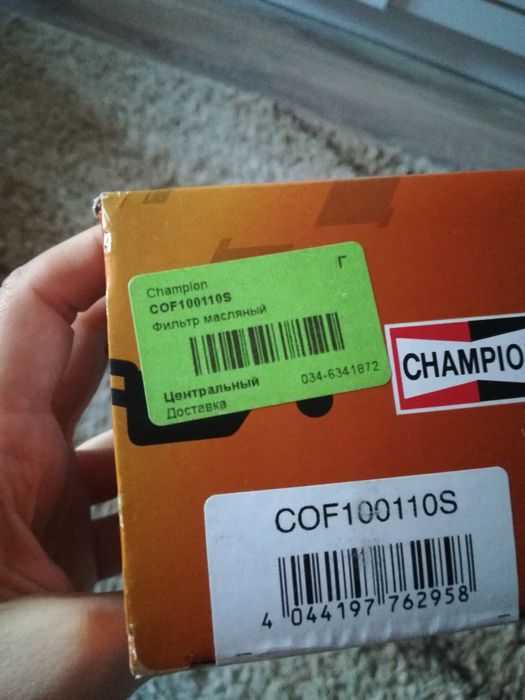 Г
Champion
COF100110S
Фильтр масляный
Центральный
034-6341872
Доставка
CHAMPIO
COF100110S
4 044197 762958